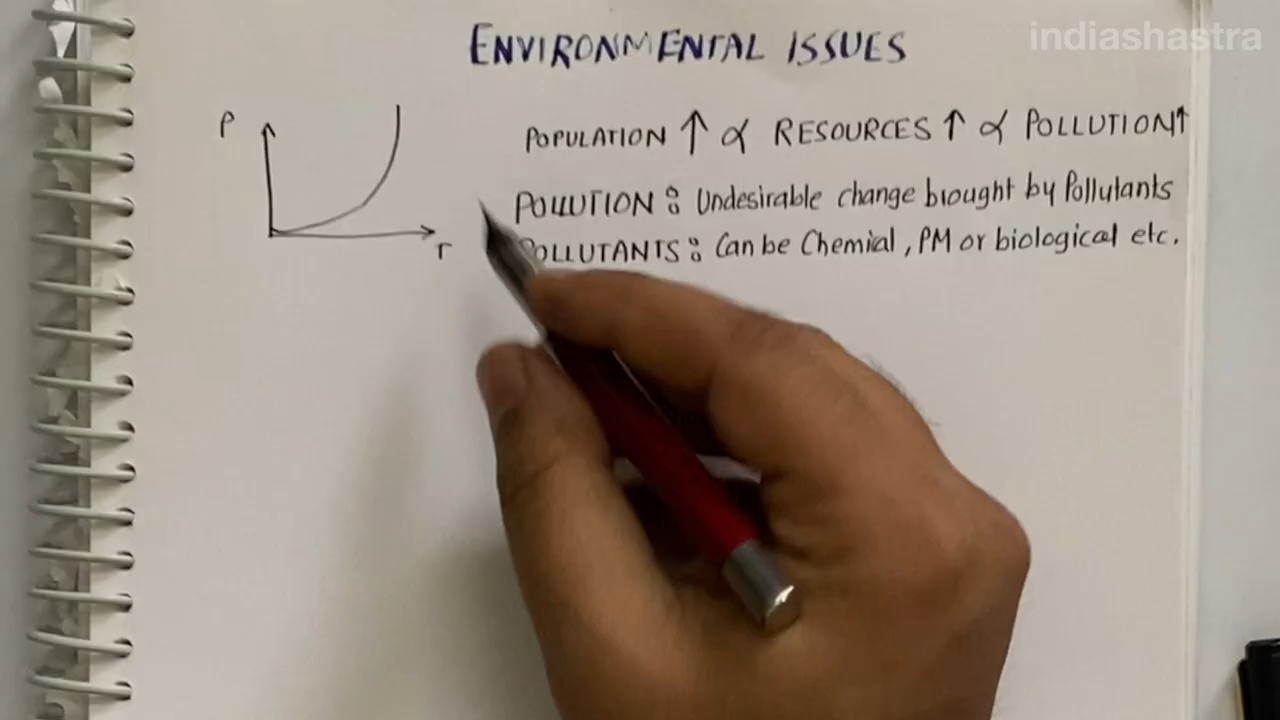 indiashastra
ENVIRONMENTAL ISSUES
P
r
POPULATION ↑ ∝ RESOURCES ↑ ∝ POLLUTION↑
POLLUTION : Undesirable change brought by Pollutants
POLLUTANTS : Can be Chemial, PM or biological etc.